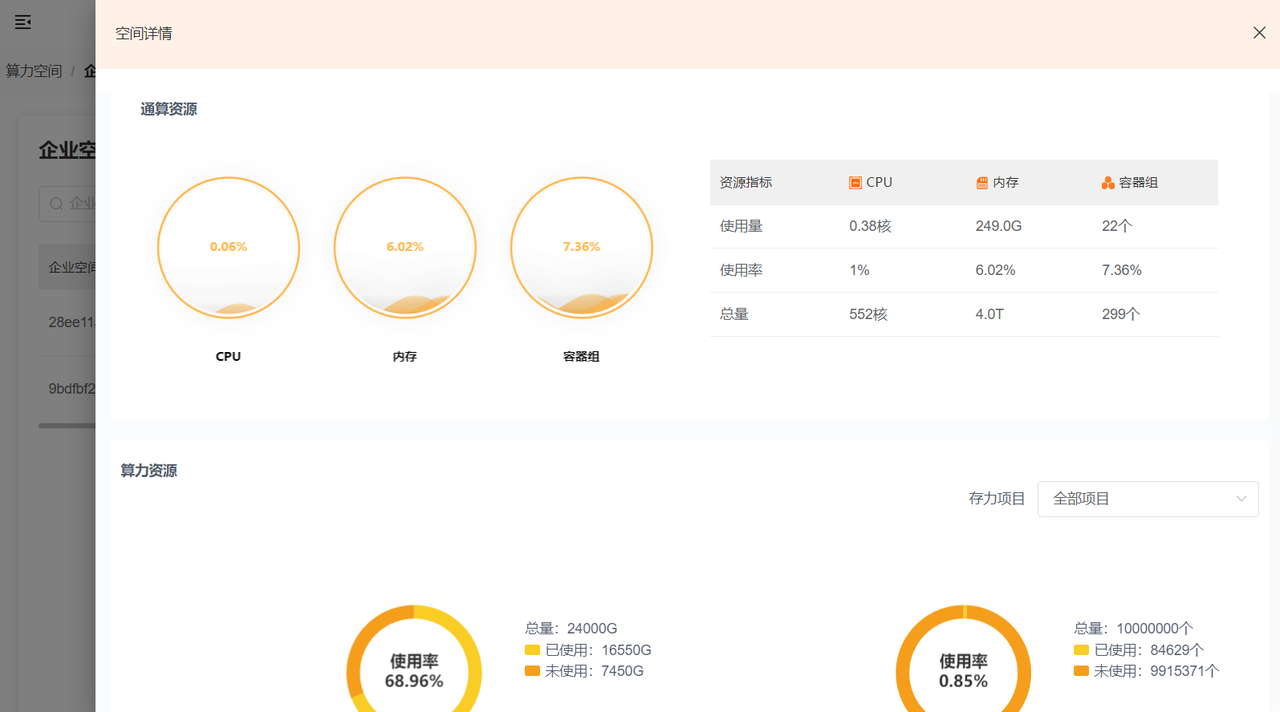 空间详情
算力空间 / 企
企业空
企业
企业空间
28ee11
9bdfbf2
通算资源
0.06%
6.02%
7.36%
CPU
内存
容器组
资源指标 CPU 内存 容器组
使用量 0.38核 249.0G 22个
使用率 1% 6.02% 7.36%
总量 552核 4.0T 299个
算力资源
存力项目 全部项目
使用率
68.96%
总量：24000G
已使用：16550G
未使用：7450G
使用率
0.85%
总量：10000000个
已使用：84629个
未使用：9915371个